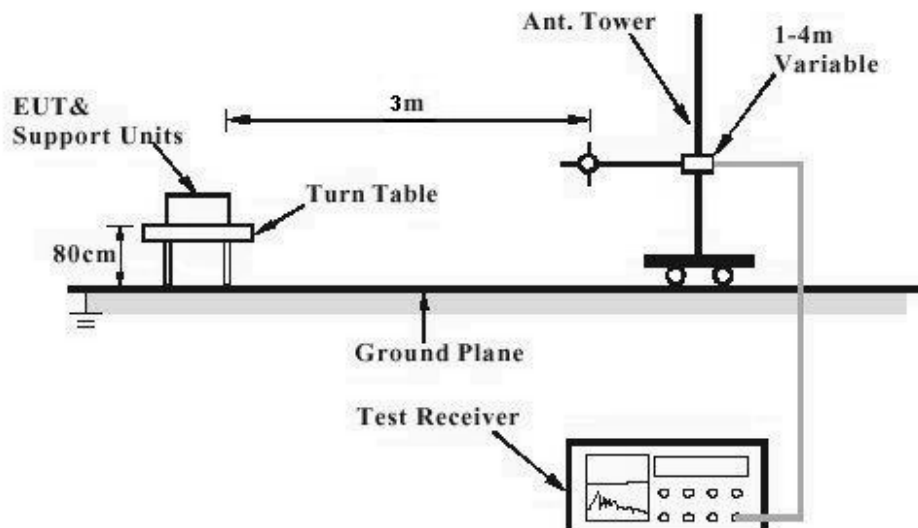 Ant. Tower
1-4m
Variable
EUT&
Support Units
3m
Turn Table
80cm
Ground Plane
Test Receiver